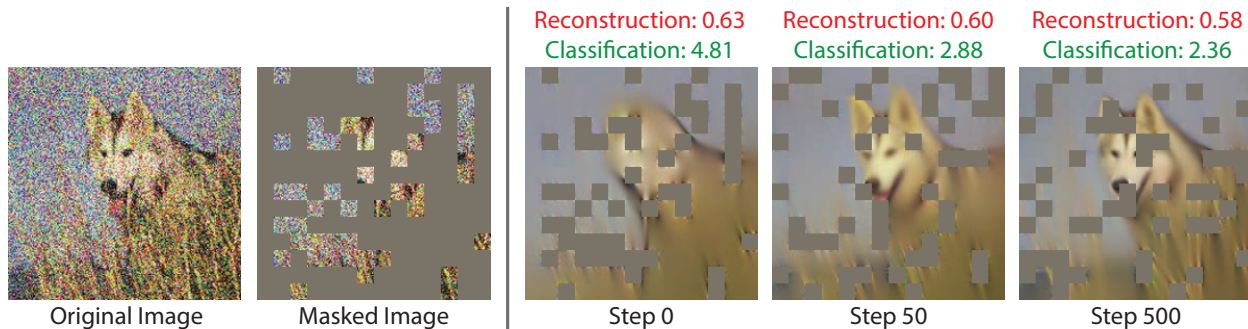 Reconstruction: 0.63
Classification: 4.81
Reconstruction: 0.60
Classification: 2.88
Reconstruction: 0.58
Classification: 2.36
Original Image
Masked Image
Step 0
Step 50
Step 500